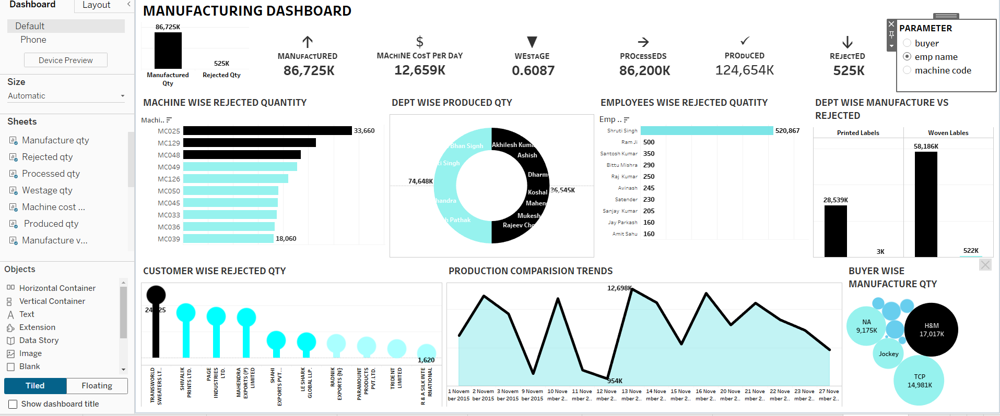 Dashboard
Layout
Default
Phone
Device Preview
Size
Automatic
Sheets
Manufacture qty
Rejected qty
Processed qty
Westage qty
Machine cost ...
Produced qty
Manufacture v...
Objects
Horizontal Container
Vertical Container
Text
Extension
Data Story
Image
Blank
Tiled
Floating
Show dashboard title
MANUFACTURING DASHBOARD
86,725K
525K
Manufactured
Qty
Rejected Qty
MANUFACTURED
86,725K
$
MACHINE COST PER DAY
12,659K
WESTAGE
0.6087
PROCESSEDS
86,200K
PRODUCED
124,654K
REJECTED
525K
PARAMETER
buyer
emp name
machine code
MACHINE WISE REJECTED QUANTITY
Machi..
MC025
33,660
MC129
MC048
MC049
MC126
MC050
MC045
MC033
MC036
MC039
18,060
DEPT WISE PRODUCED QTY
Bhan Signh
Akhilesh Kuma
Ashish
ti Singh
Dharm
74,648K
36,545K
Koshal
handra
Mahen
Mukesh
h Pathak
Rajeev Cho
EMPLOYEES WISE REJECTED QUATITY
Emp ..
Shruti Singh
520,867
Ram Ji
500
Santosh Kumar
350
Bittu Mishra
290
Raj Kumar
250
Avinash
245
Satender
230
Sanjay Kumar
205
Jay Parkash
160
Amit Sahu
160
DEPT WISE MANUFACTURE VS
REJECTED
Printed Labels
Woven Lables
58,186K
28,539K
3K
522K
CUSTOMER WISE REJECTED QTY
1,620
TRANSWORLD
SWEATERS LT..
SHIVALIK
PRINTS LTD.
PAGE
INDUSTRIES
LTD.
MAHENDRA
EXPORTS (P)
LIMITED
SHAHI
EXPORTS PVT...
LE SHARK
GLOBAL LLP.
RADNIK
EXPORTS {N}
PARAMOUNT
PRODUCTS
PVT.LTD.
TRIDENT
LIMITED
R & A SILK INTE
RNATIONAL
PRODUCTION COMPARISION TRENDS
12,698K
954K
1 Novem
ber 2015
2 Novem
ber 2015
3 Novem
ber 2015
9 Novem
ber 2015
10 Nove
mber 2..
11 Nove
mber 2..
12 Nove
mber 2..
13 Nove
mber 2..
14 Nove
mber 2..
15 Nove
mber 2..
16 Nove
mber 2..
20 Nove
mber 2..
21 Nove
mber 2..
22 Nove
mber 2..
23 Nove
mber 2..
27 Nove
mber 2..
BUYER WISE
MANUFACTURE QTY
NA
9,175K
H&M
17,017K
Jockey
TCP
14,981K